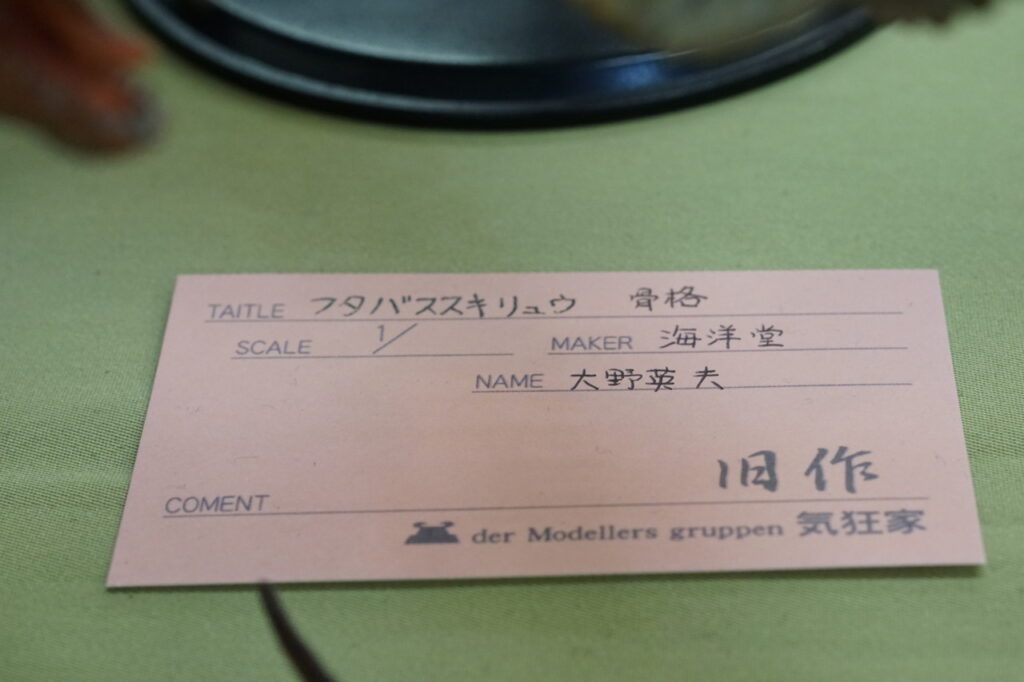 TAITLE フタバススキリュウ 骨格
SCALE 1/ MAKER 海洋堂
NAME 大野英夫
旧作
COMENT
der Modellers gruppen 気狂家